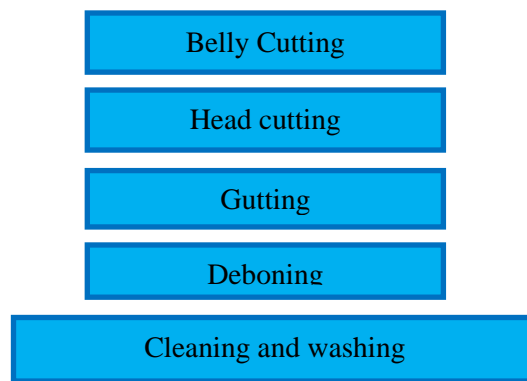 Belly Cutting
Head cutting
Gutting
Deboning
Cleaning and washing